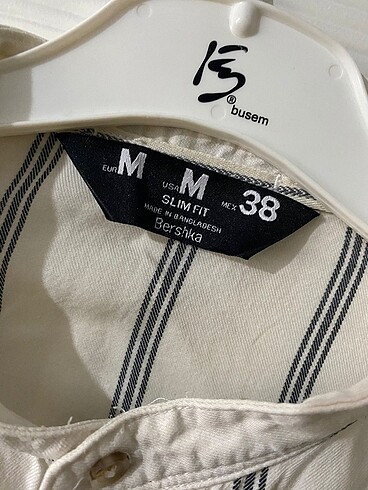 ®
busem
EUR M USA M MEX 38
SLIM FIT
MADE IN BANGLADESH
Bershka